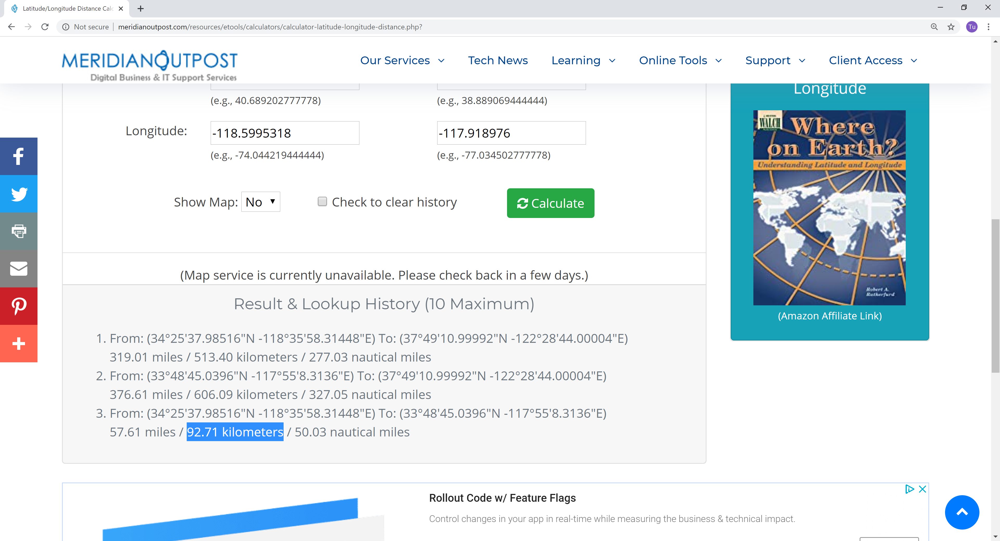 Latitude/Longitude Distance Calc
Not secure | meridianoutpost.com/resources/etools/calculators/calculator-latitude-longitude-distance.php?
Tu
MERIDIANOUTPOST
Digital Business & IT Support Services
Our Services
Tech News
Learning
Online Tools
Support
Client Access
(e.g., 40.689202777778)
(e.g., 38.889069444444)
Longitude:
-118.5995318
-117.918976
(e.g., -74.044219444444)
(e.g., -77.034502777778)
Show Map:
No
Check to clear history
Calculate
(Map service is currently unavailable. Please check back in a few days.)
Result & Lookup History (10 Maximum)
1. From: (34°25'37.98516"N -118°35'58.31448"E) To: (37°49'10.99992"N -122°28'44.00004"E)
319.01 miles / 513.40 kilometers / 277.03 nautical miles
2. From: (33°48'45.0396"N -117°55'8.3136"E) To: (37°49'10.99992"N -122°28'44.00004"E)
376.61 miles / 606.09 kilometers / 327.05 nautical miles
3. From: (34°25'37.98516"N -118°35'58.31448"E) To: (33°48'45.0396"N -117°55'8.3136"E)
57.61 miles / 92.71 kilometers / 50.03 nautical miles
Longitude
WALCH
Where
on Earth?
Understanding Latitude and Longitude
Robert A.
Rutherfurd
(Amazon Affiliate Link)
Rollout Code w/ Feature Flags
Control changes in your app in real-time while measuring the business & technical impact.